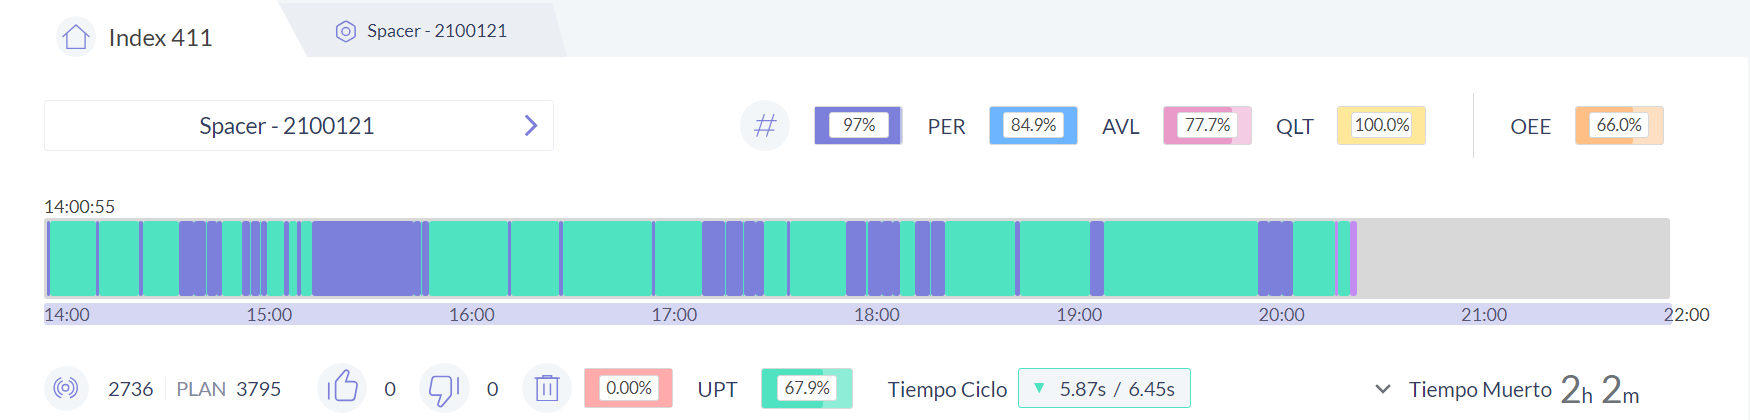 Index 411
Spacer - 2100121
Spacer - 2100121
# 97% PER 84.9% AVL 77.7% QLT 100.0% OEE 66.0%
14:00:55
14:00 15:00 16:00 17:00 18:00 19:00 20:00 21:00 22:00
2736 PLAN 3795 0 0 0.00% UPT 67.9% Tiempo Ciclo ▼ 5.87s / 6.45s Tiempo Muerto 2h 2m